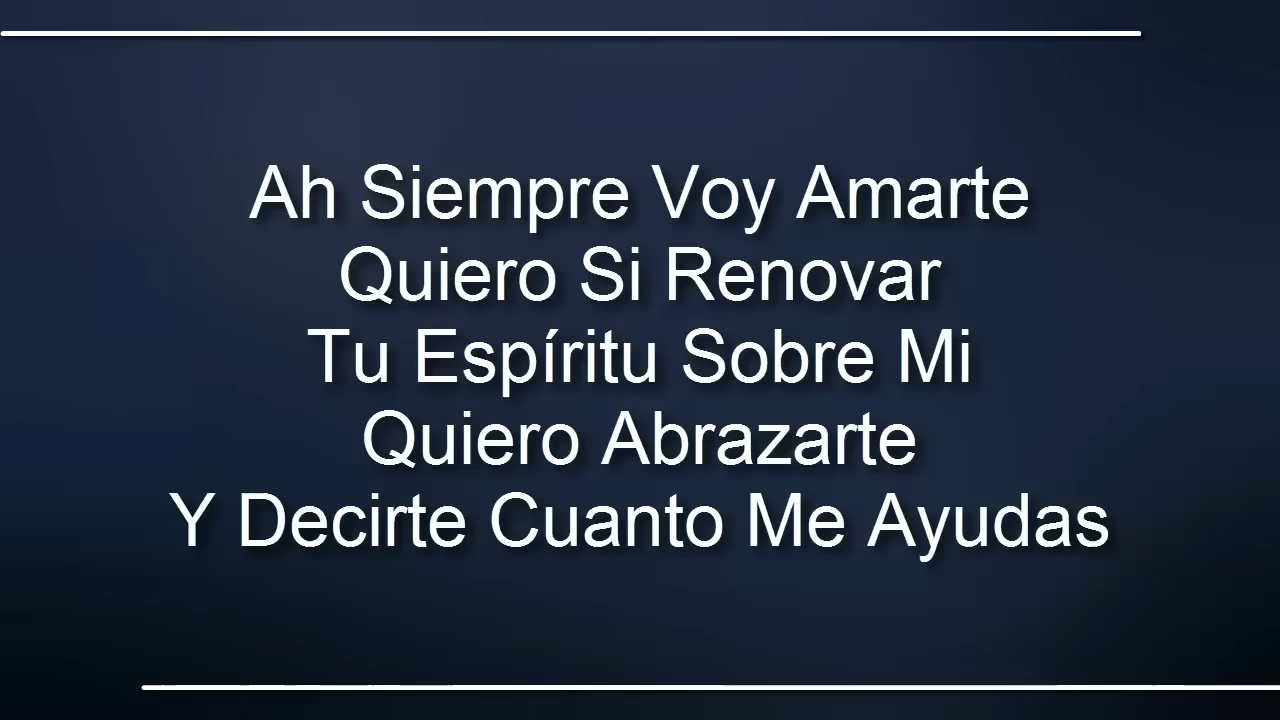 Ah Siempre Voy Amarte
Quiero Si Renovar
Tu Espíritu Sobre Mi
Quiero Abrazarte
Y Decirte Cuanto Me Ayudas